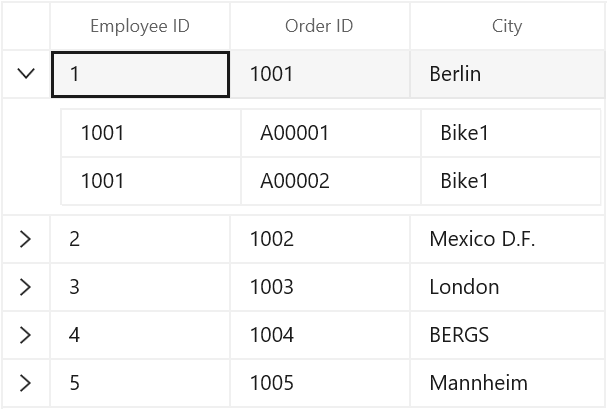 Employee ID Order ID City
1 1001 Berlin
1001 A00001 Bike1
1001 A00002 Bike1
2 1002 Mexico D.F.
3 1003 London
4 1004 BERGS
5 1005 Mannheim